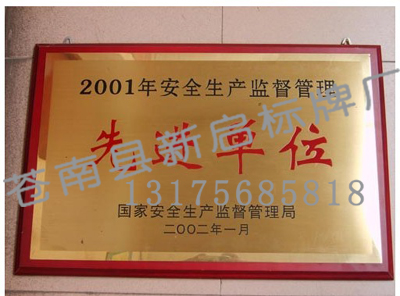 2001年安全生产监督管理
先进单位
苍南县新启标牌厂
13175685818
国家安全生产监督管理局
二〇〇二年一月